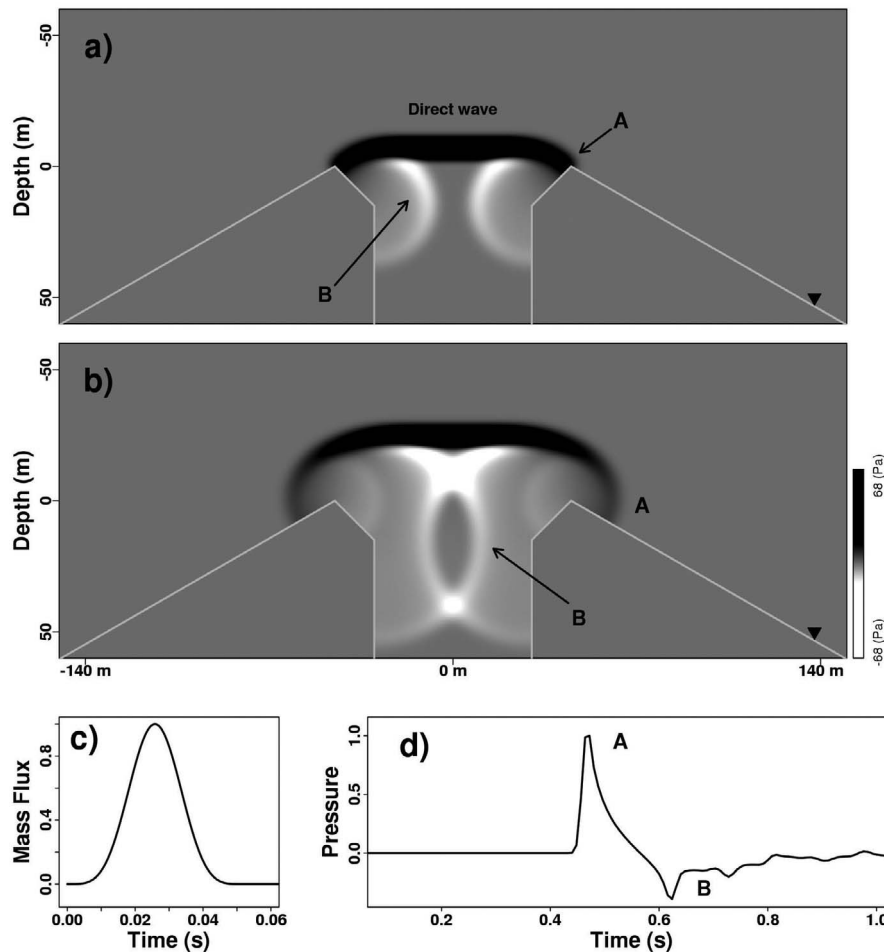 a)
-50
0
50
Depth (m)
Direct wave
A
B
b)
0
50
Depth (m)
A
B
-140 m
0 m
140 m
68 (Pa)
-68 (Pa)
c)
0.8
0.4
0.0
Mass Flux
0.00
0.02
0.04
0.06
Time (s)
d)
1.0
0.5
0.0
Pressure
A
B
0.2
0.4
0.6
0.8
1.0
Time (s)